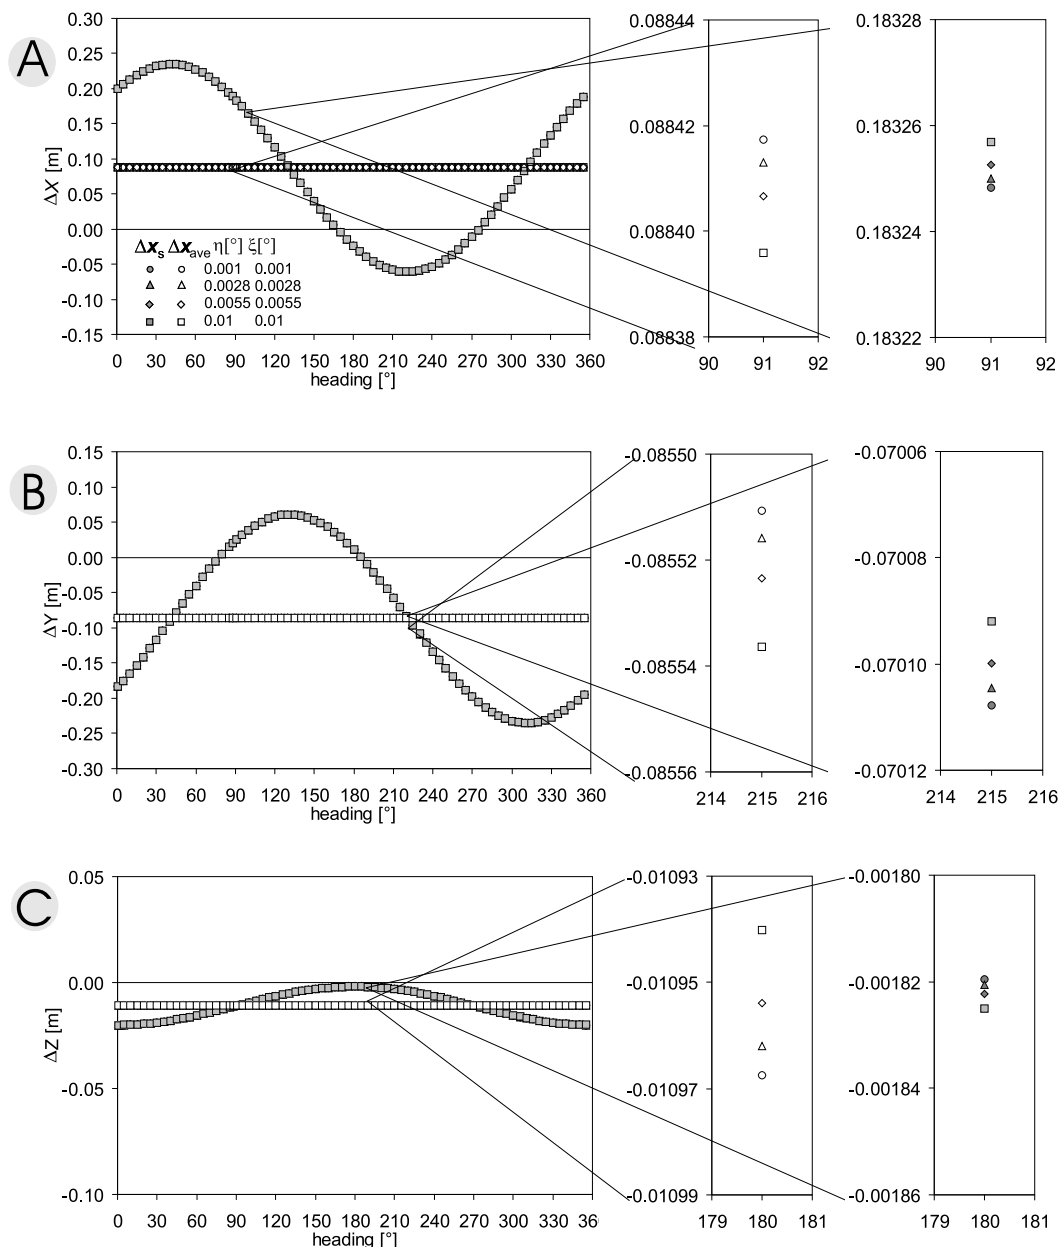 A
0.30
0.25
0.20
0.15
0.10
0.05
0.00
-0.05
-0.10
-0.15
ΔX [m]
Δxs Δxave η[°] ξ[°]
0.001 0.001
0.0028 0.0028
0.0055 0.0055
0.01 0.01
0 30 60 90 120 150 180 210 240 270 300 330 360
heading [°]
0.08844
0.08842
0.08840
0.08838
90 91 92
0.18328
0.18326
0.18324
0.18322
90 91 92
B
0.15
0.10
0.05
0.00
-0.05
-0.10
-0.15
-0.20
-0.25
-0.30
ΔY [m]
0 30 60 90 120 150 180 210 240 270 300 330 360
heading [°]
-0.08550
-0.08552
-0.08554
-0.08556
214 215 216
-0.07006
-0.07008
-0.07010
-0.07012
214 215 216
C
0.05
0.00
-0.05
-0.10
ΔZ [m]
0 30 60 90 120 150 180 210 240 270 300 330 36
heading [°]
-0.01093
-0.01095
-0.01097
-0.01099
179 180 181
-0.00180
-0.00182
-0.00184
-0.00186
179 180 181